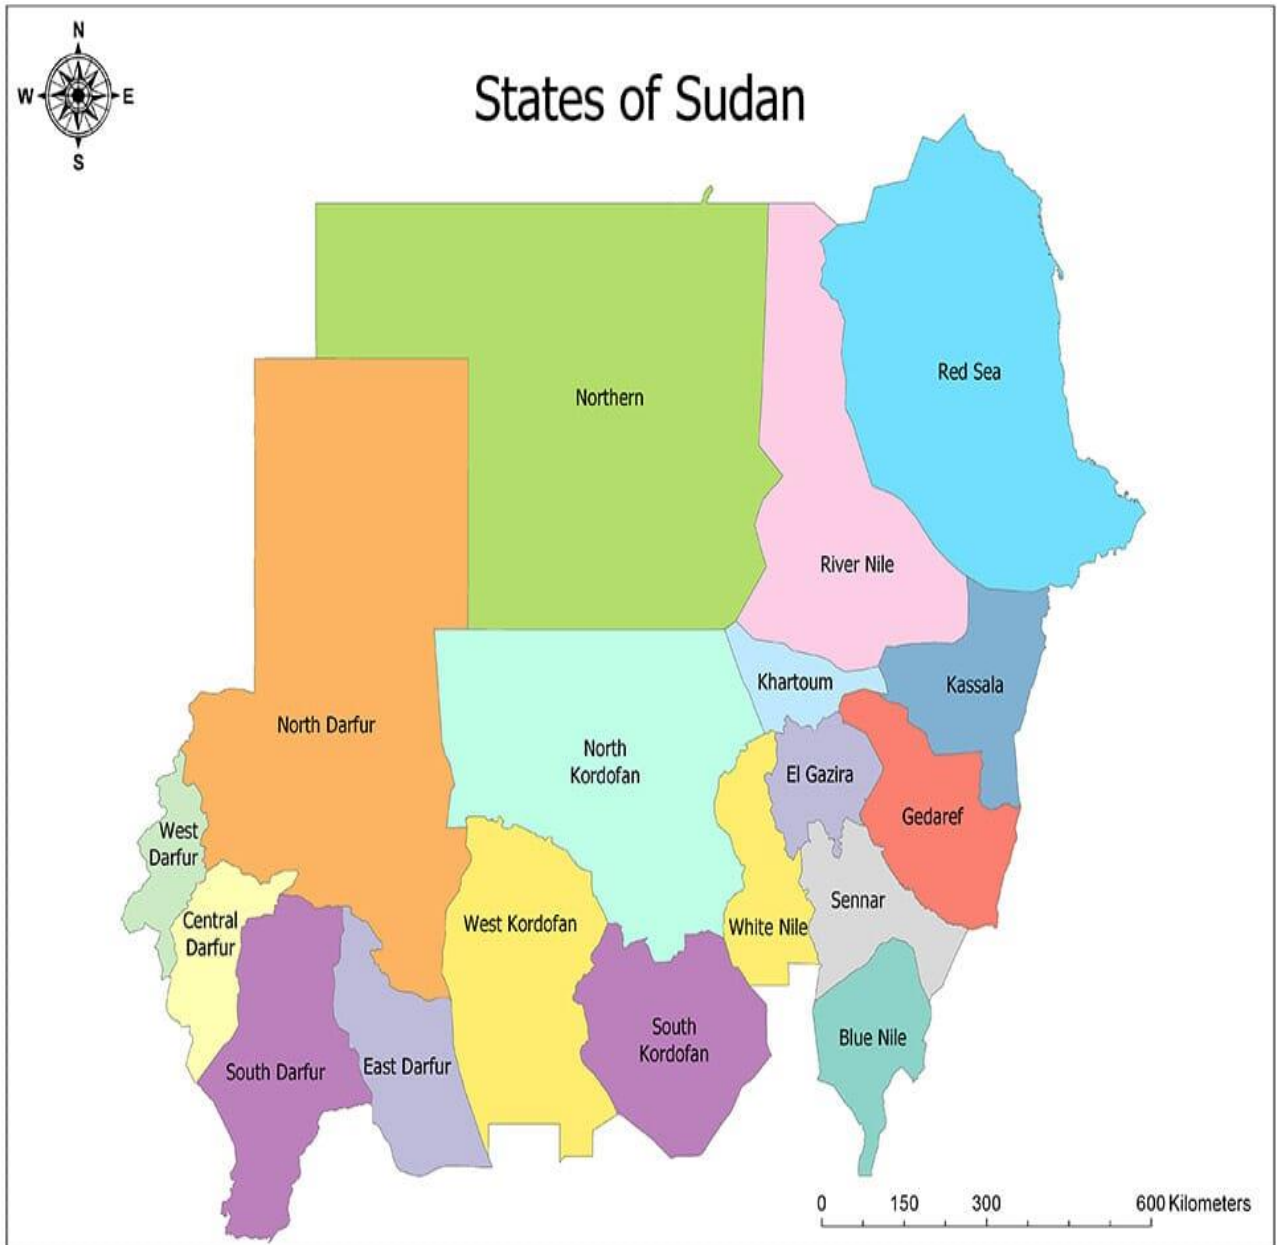 N
W E
S
States of Sudan
Northern
Red Sea
River Nile
Khartoum
Kassala
North Darfur
North
Kordofan
El Gazira
Gedaref
West
Darfur
Central
Darfur
West Kordofan
White Nile
Sennar
South Darfur
East Darfur
South
Kordofan
Blue Nile
0 150 300 600 Kilometers